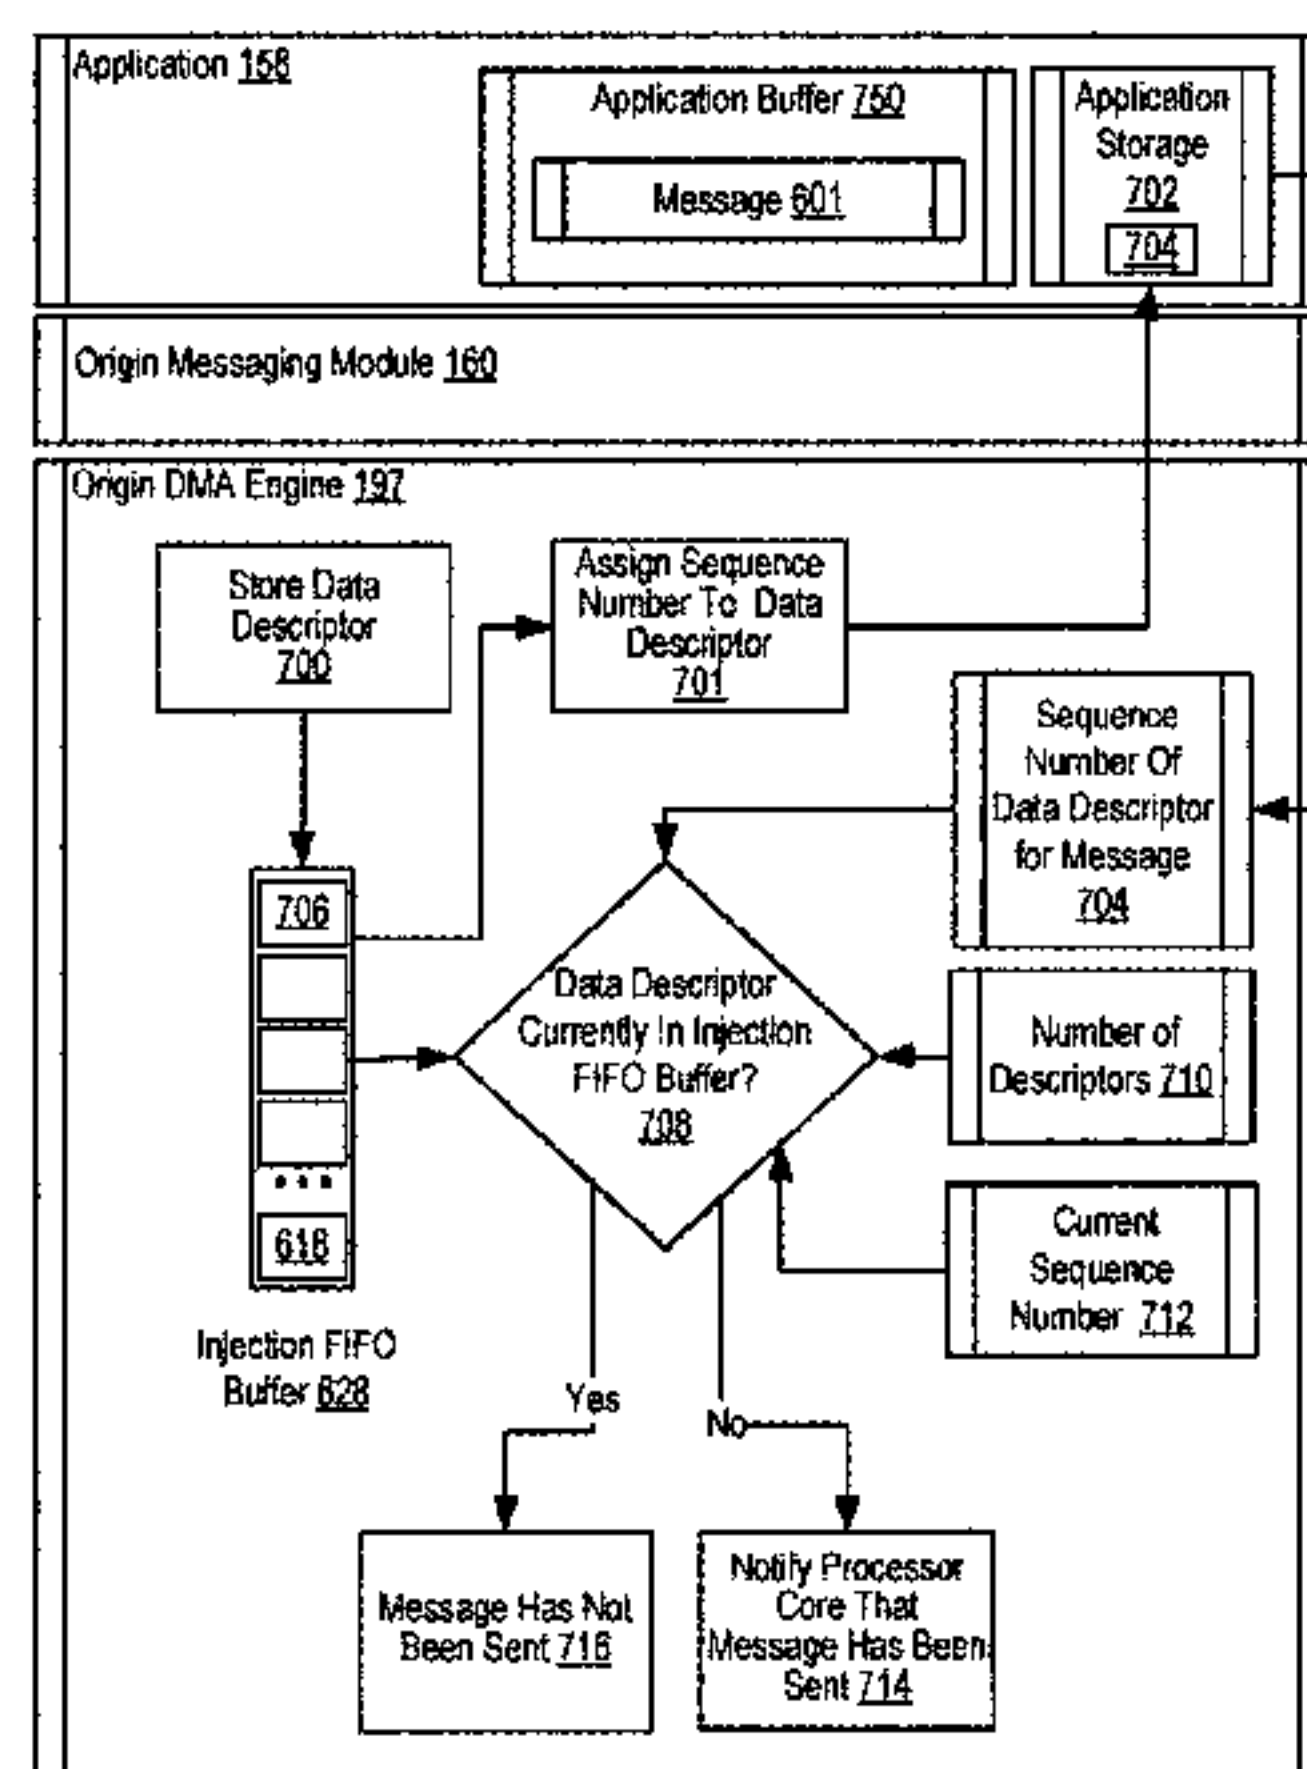 Application 158
Application Buffer 750
Message 601
Application
Storage
702
704
Origin Messaging Module 160
Origin DMA Engine 197
Store Data
Descriptor
700
Assign Sequence
Number To Data
Descriptor
701
Sequence
Number Of
Data Descriptor
for Message
704
706
Data Descriptor
Currently In Injection
FIFO Buffer?
708
Number of
Descriptors 710
Current
Sequence
Number 712
618
Injection FIFO
Buffer 628
Yes
No
Message Has Not
Been Sent 716
Notify Processor
Core That
Message Has Been
Sent 714